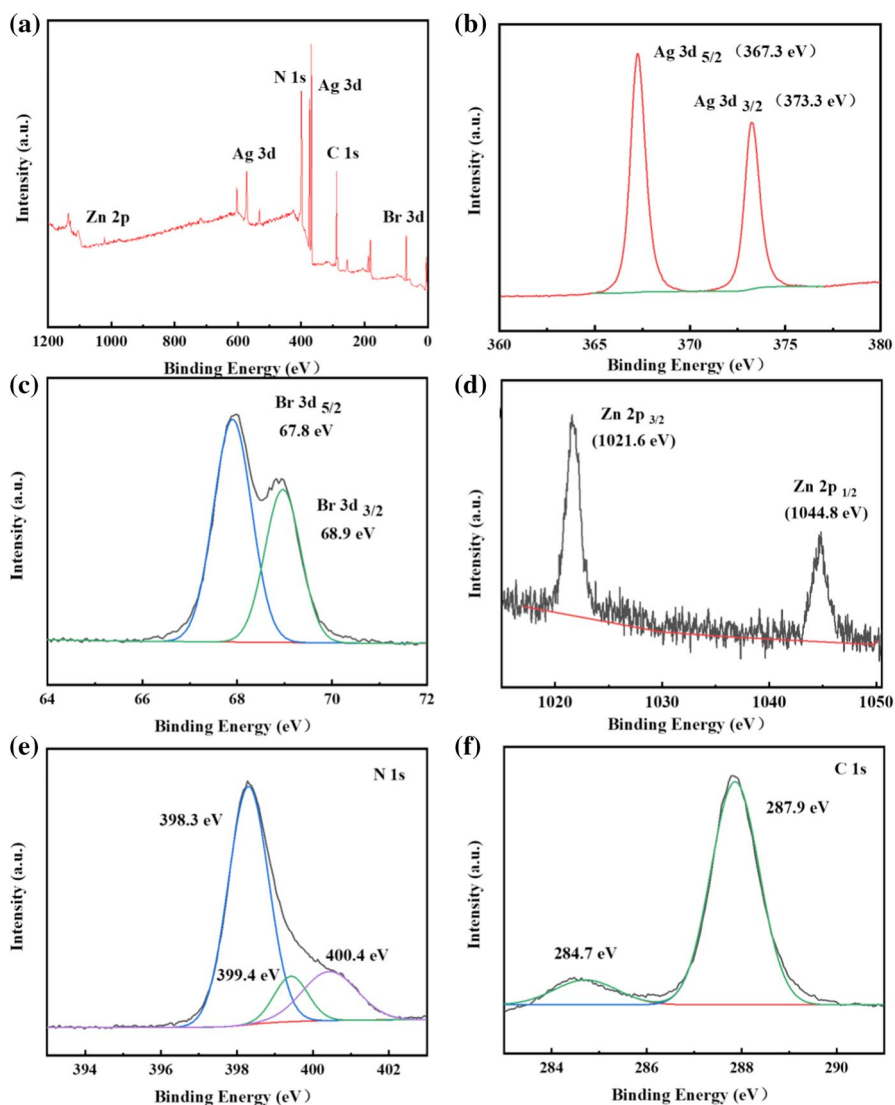 (a)
N 1s
Ag 3d
Ag 3d
C 1s
Zn 2p
Br 3d
Intensity (a.u.)
1200 1000 800 600 400 200 0
Binding Energy (eV）
(b)
Ag 3d 5/2 （367.3 eV）
Ag 3d 3/2 （373.3 eV）
Intensity (a.u.)
360 365 370 375 380
Binding Energy (eV）
(c)
Br 3d 5/2
67.8 eV
Br 3d 3/2
68.9 eV
Intensity (a.u.)
64 66 68 70 72
Binding Energy (eV)
(d)
Zn 2p 3/2
(1021.6 eV)
Zn 2p 1/2
(1044.8 eV)
Intensity (a.u.)
1020 1030 1040 1050
Binding Energy (eV）
(e)
N 1s
398.3 eV
399.4 eV
400.4 eV
Intensity (a.u.)
394 396 398 400 402
Binding Energy (eV)
(f)
C 1s
287.9 eV
284.7 eV
Intensity (a.u.)
284 286 288 290
Binding Energy (eV)